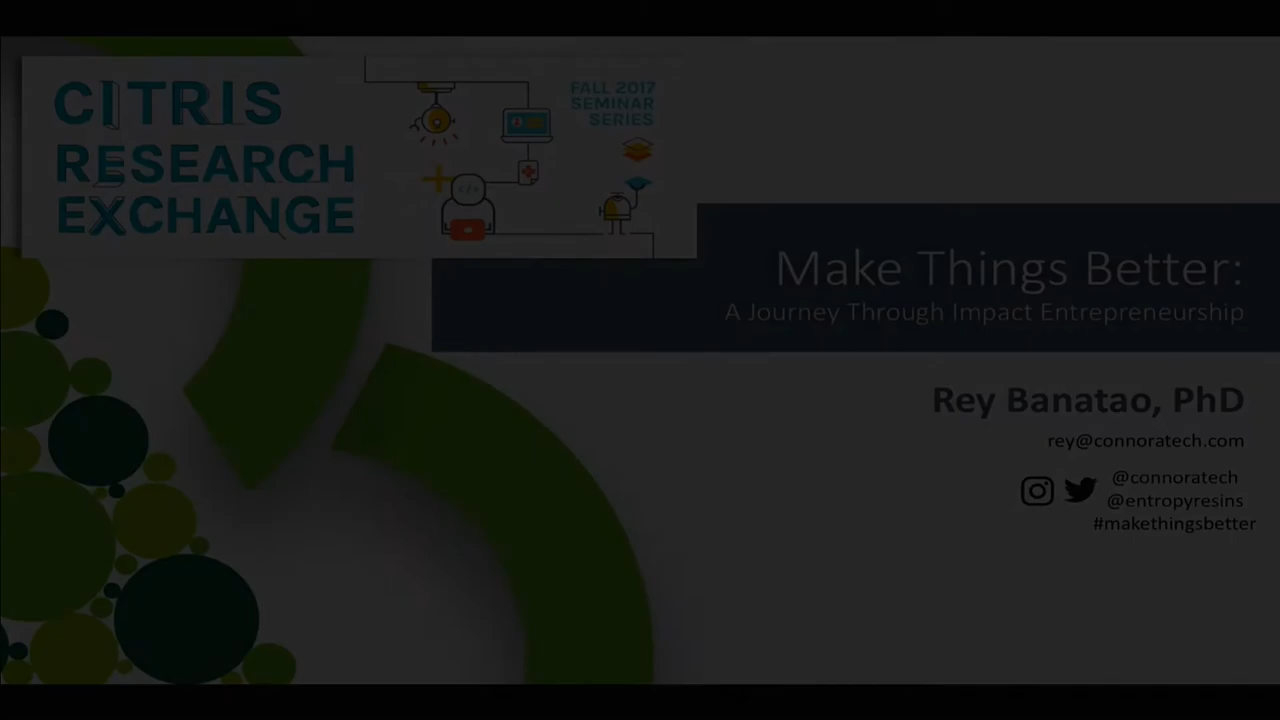 CITRIS
RESEARCH
EXCHANGE
FALL 2017
SEMINAR
SERIES
</>
Make Things Better:
A Journey Through Impact Entrepreneurship
Rey Banatao, PhD
rey@connoratech.com
@connoratech
@entropyresins
#makethingsbetter